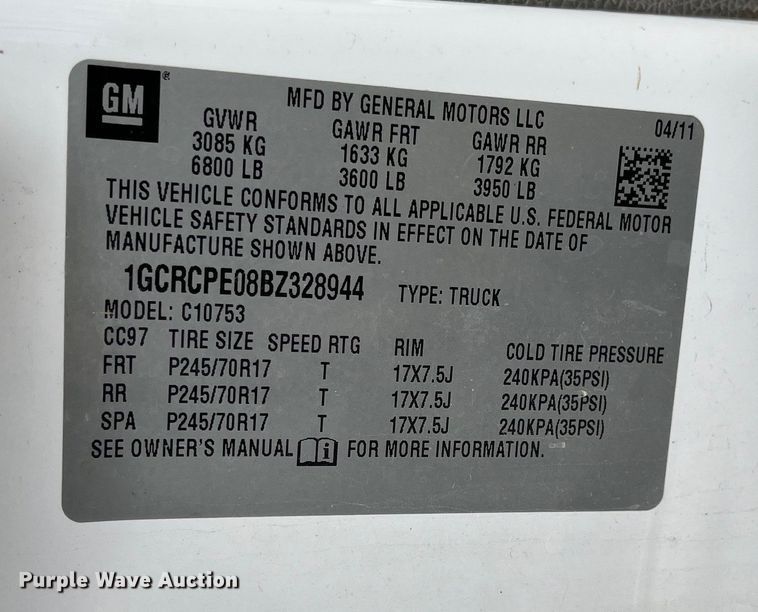 GM ®
MFD BY GENERAL MOTORS LLC
04/11
GVWR GAWR FRT GAWR RR
3085 KG 1633 KG 1792 KG
6800 LB 3600 LB 3950 LB
THIS VEHICLE CONFORMS TO ALL APPLICABLE U.S. FEDERAL MOTOR
VEHICLE SAFETY STANDARDS IN EFFECT ON THE DATE OF
MANUFACTURE SHOWN ABOVE.
1GCRCPE08BZ328944 TYPE: TRUCK
MODEL: C10753
CC97 TIRE SIZE SPEED RTG RIM COLD TIRE PRESSURE
FRT P245/70R17 T 17X7.5J 240KPA(35PSI)
RR P245/70R17 T 17X7.5J 240KPA(35PSI)
SPA P245/70R17 T 17X7.5J 240KPA(35PSI)
SEE OWNER'S MANUAL i FOR MORE INFORMATION.
Purple Wave Auction